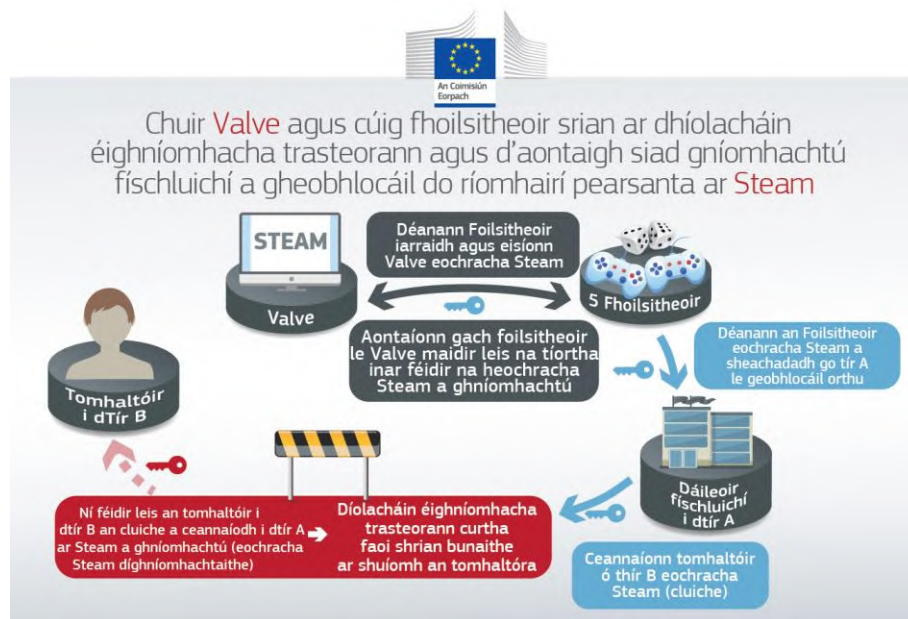 An Coimisiún
Eorpach
Chuir Valve agus cúig fhoilsitheoir srian ar dhíolacháin
éighníomhacha trasteorann agus d'aontaigh siad gníomhachtú
físchluichí a gheobhlocáil do ríomhairí pearsanta ar Steam
STEAM
Valve
Déanann Foilsitheoir
iarraidh agus eisíonn
Valve eochracha Steam
5 Fhoilsitheoir
Aontaíonn gach foilsitheoir
le Valve maidir leis na tíortha
inar féidir na heochracha
Steam a ghníomhachtú
Déanann an Foilsitheoir
eochracha Steam a
sheachadadh go tír A
le geobhlocáil orthu
Tomhaltóir
i dTír B
Dáileoir
físchluichí
i dtír A
Ní féidir leis an tomhaltóir i
dtír B an cluiche a ceannaíodh i dtír A
ar Steam a ghníomhachtú (eochracha
Steam díghníomhachtaithe)
Díolacháin éighníomhacha
trasteorann curtha
faoi shrian bunaithe
ar shuíomh an tomhaltóra
Ceannaíonn tomhaltóir
ó thír B eochracha
Steam (cluiche)